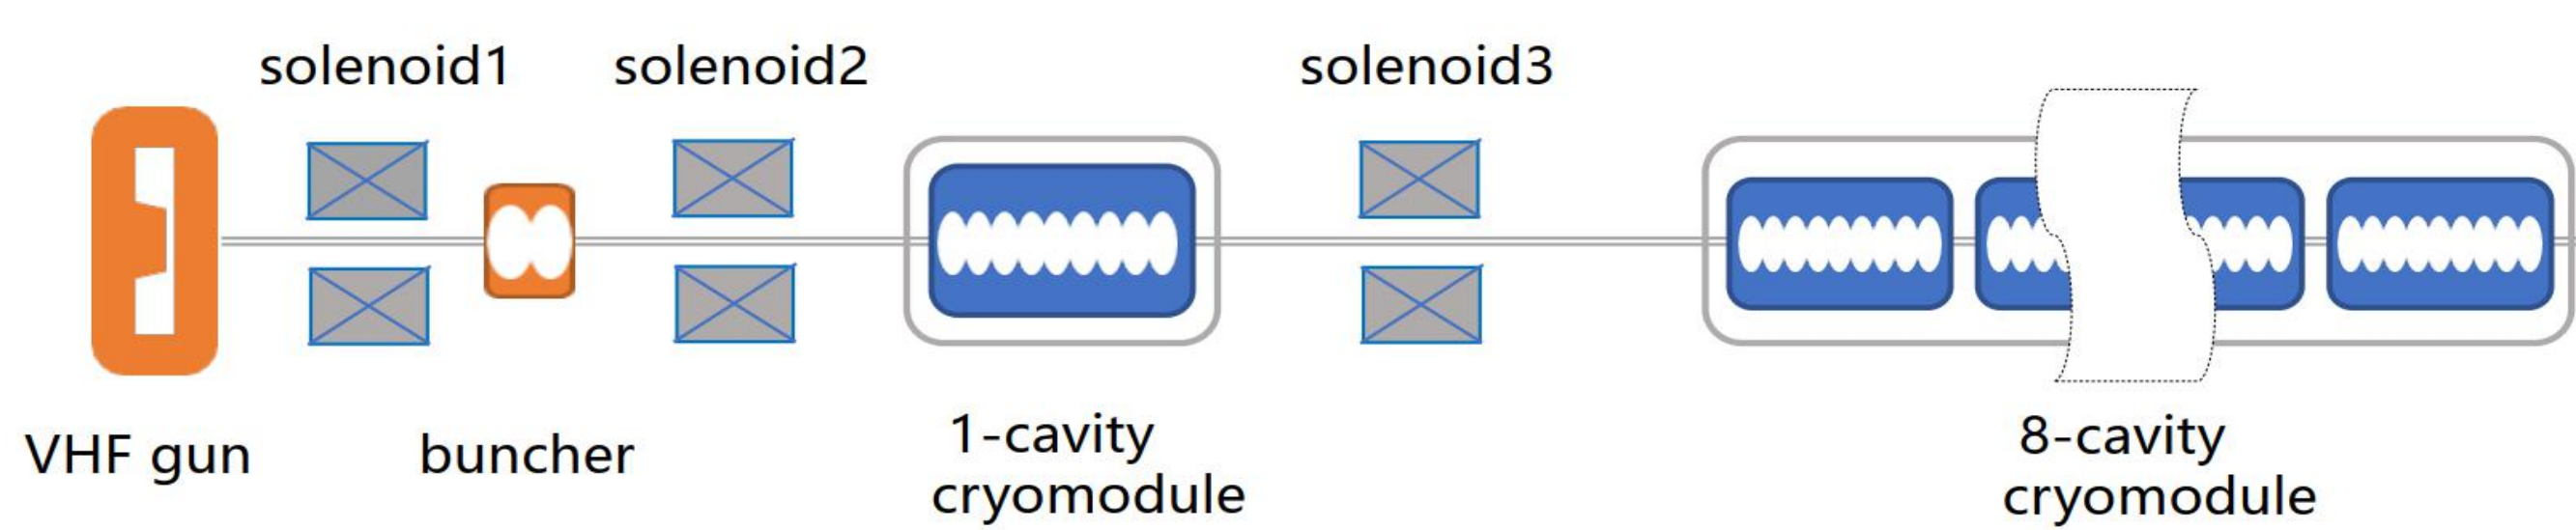 solenoid1
solenoid2
solenoid3
VHF gun
buncher
1-cavity
cryomodule
8-cavity
cryomodule